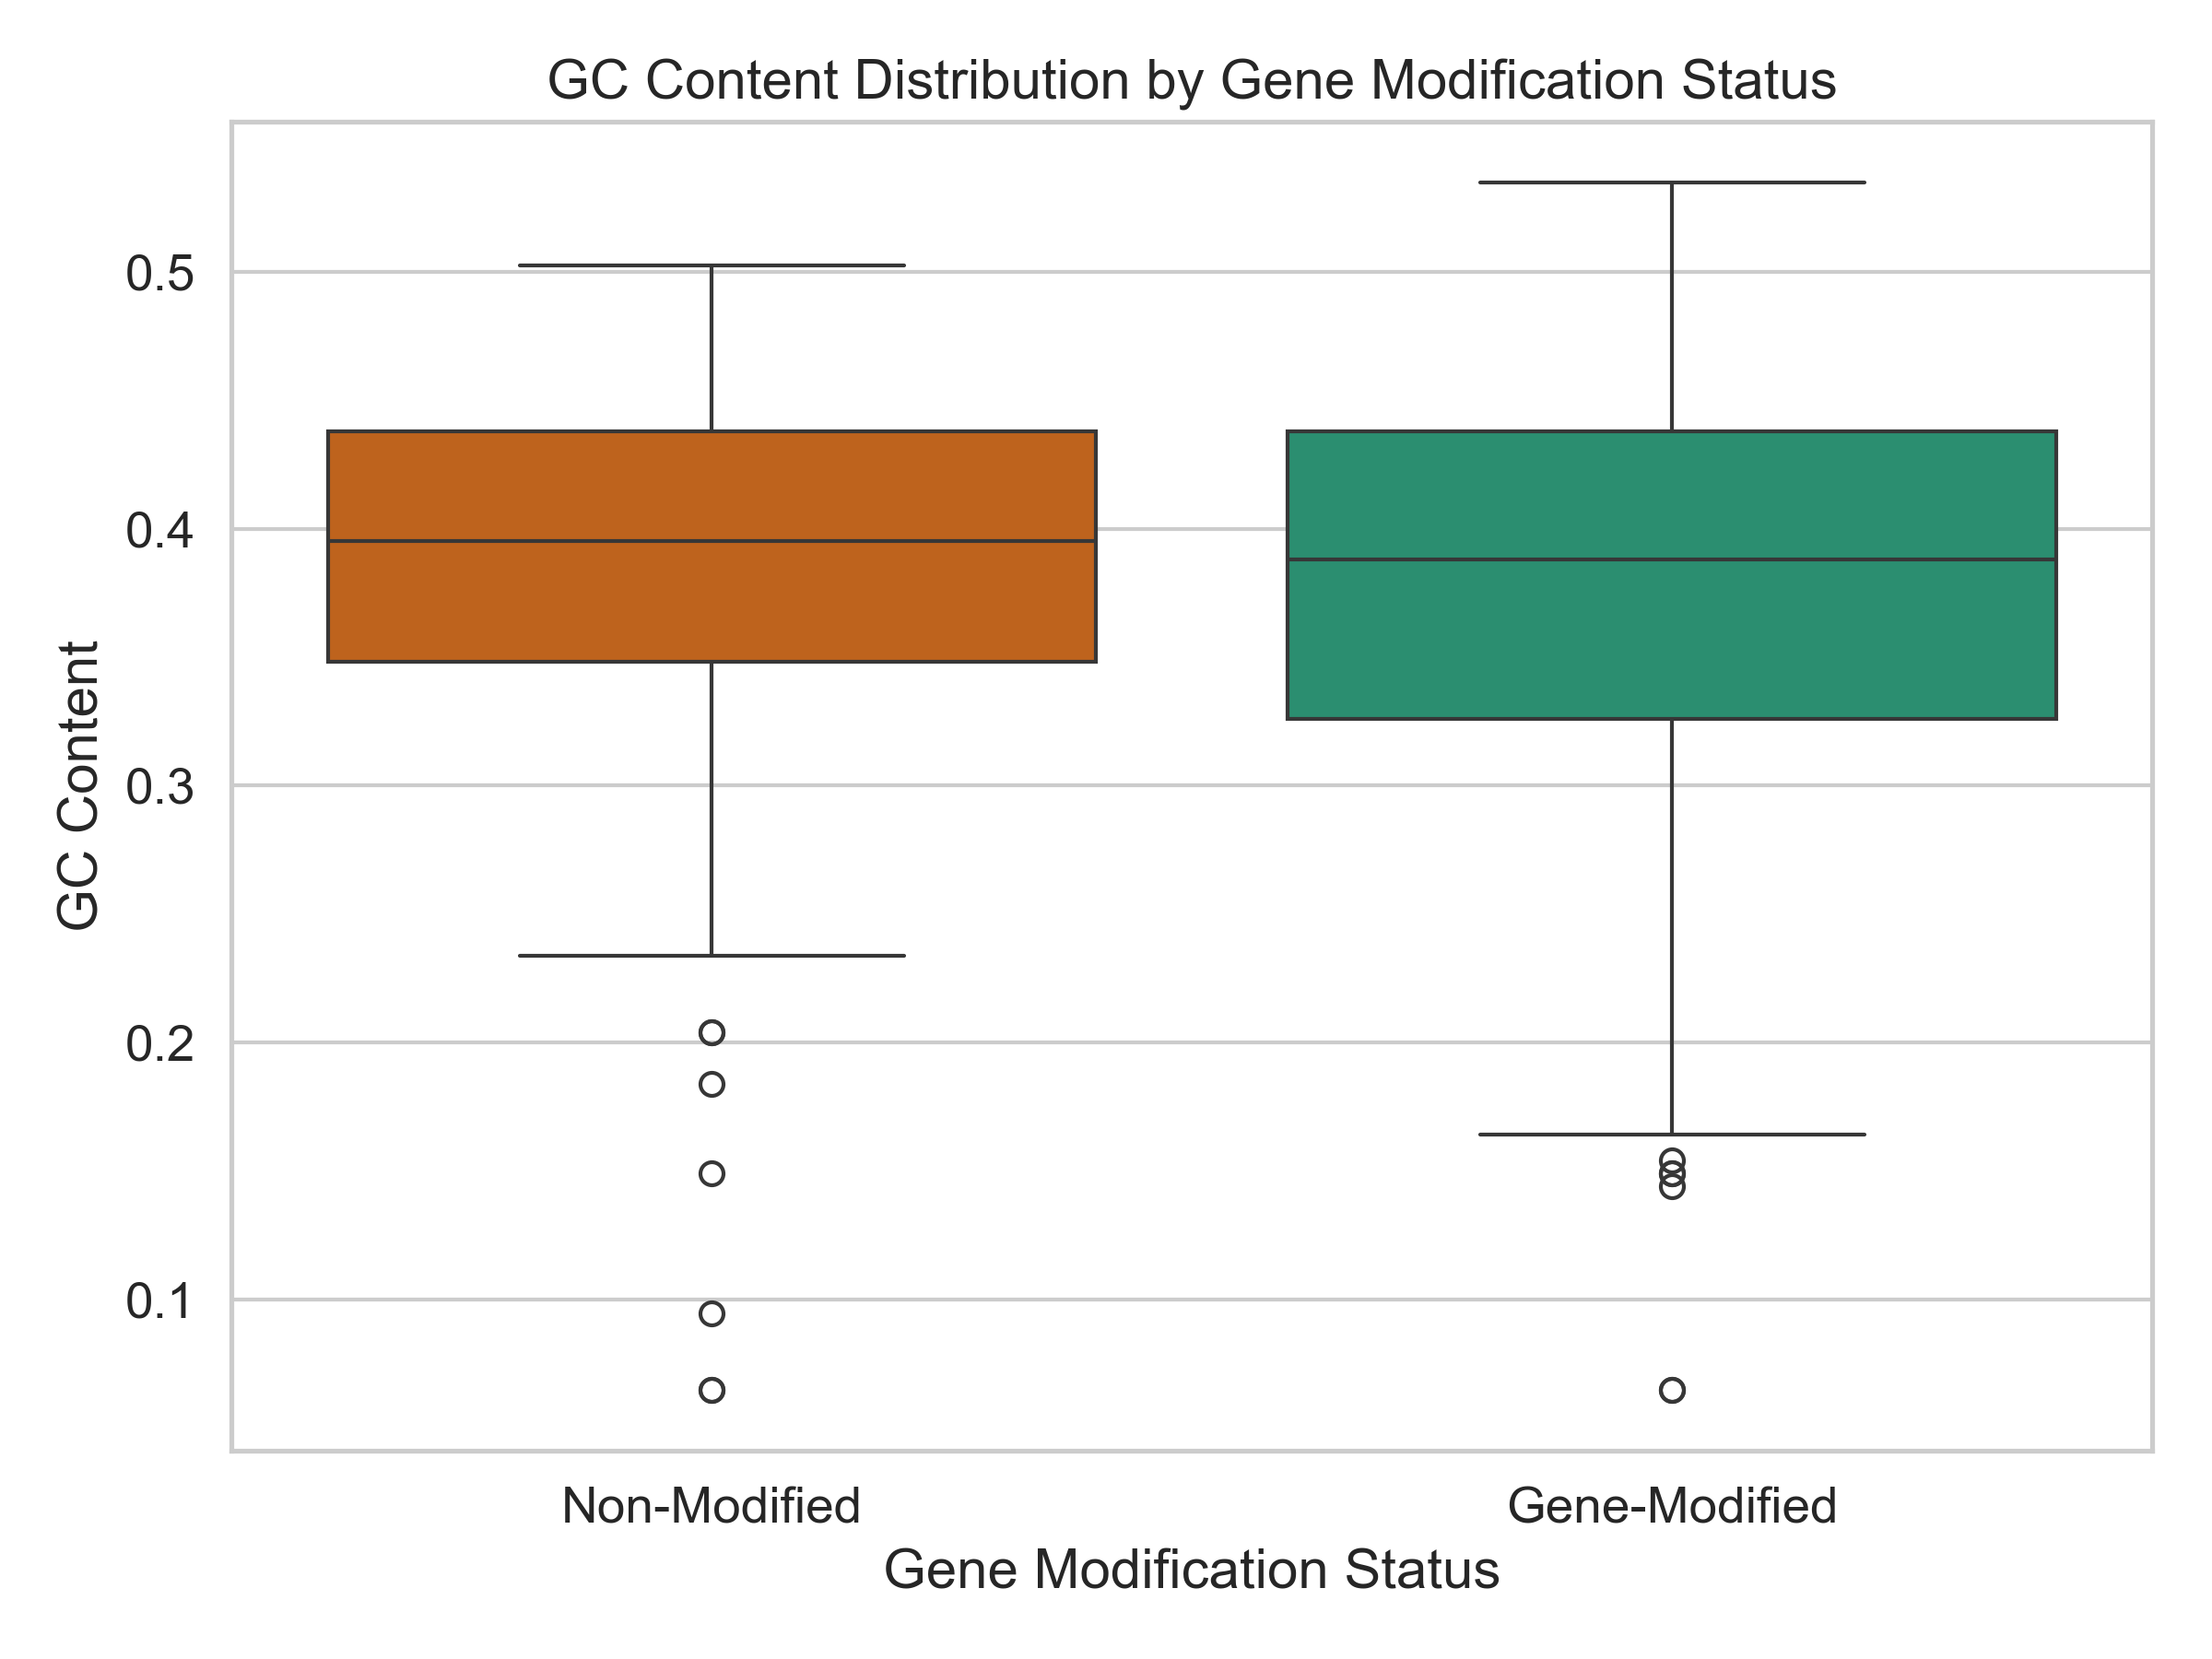 GC Content Distribution by Gene Modification Status
GC Content
0.5
0.4
0.3
0.2
0.1
Non-Modified
Gene-Modified
Gene Modification Status